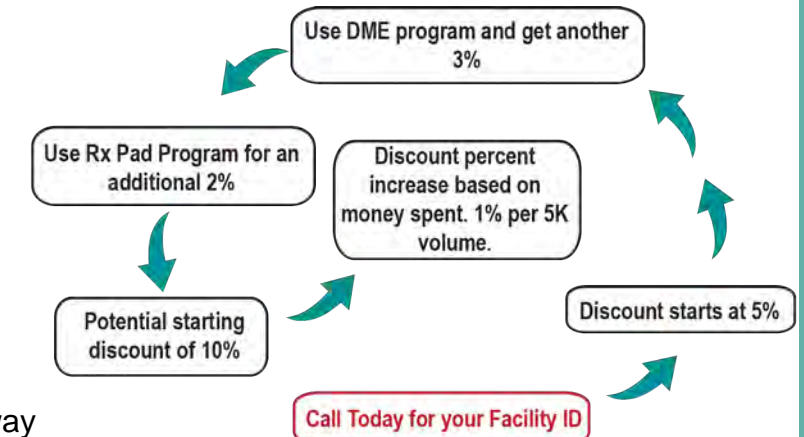 Use DME program and get another
3%
Use Rx Pad Program for an
additional 2%
Discount percent
increase based on
money spent. 1% per 5K
volume.
Potential starting
discount of 10%
Discount starts at 5%
Call Today for your Facility ID